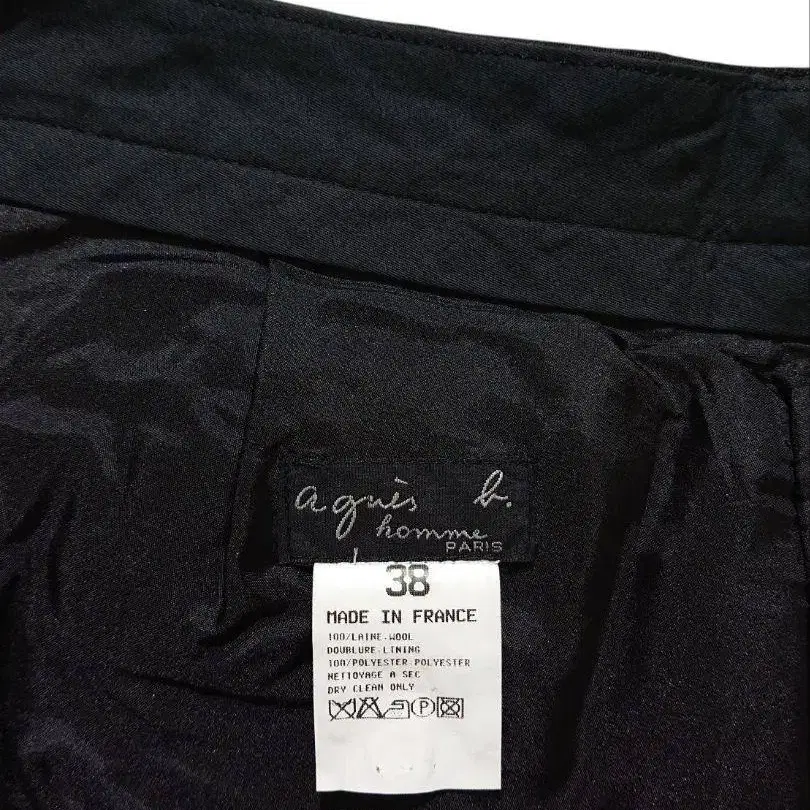 agnès b.
homme
PARIS
38
MADE IN FRANCE
100/LAINE-WOOL
DOUBLURE-LINING
100/POLYESTER-POLYESTER
NETTOYAGE A SEC
DRY CLEAN ONLY
P